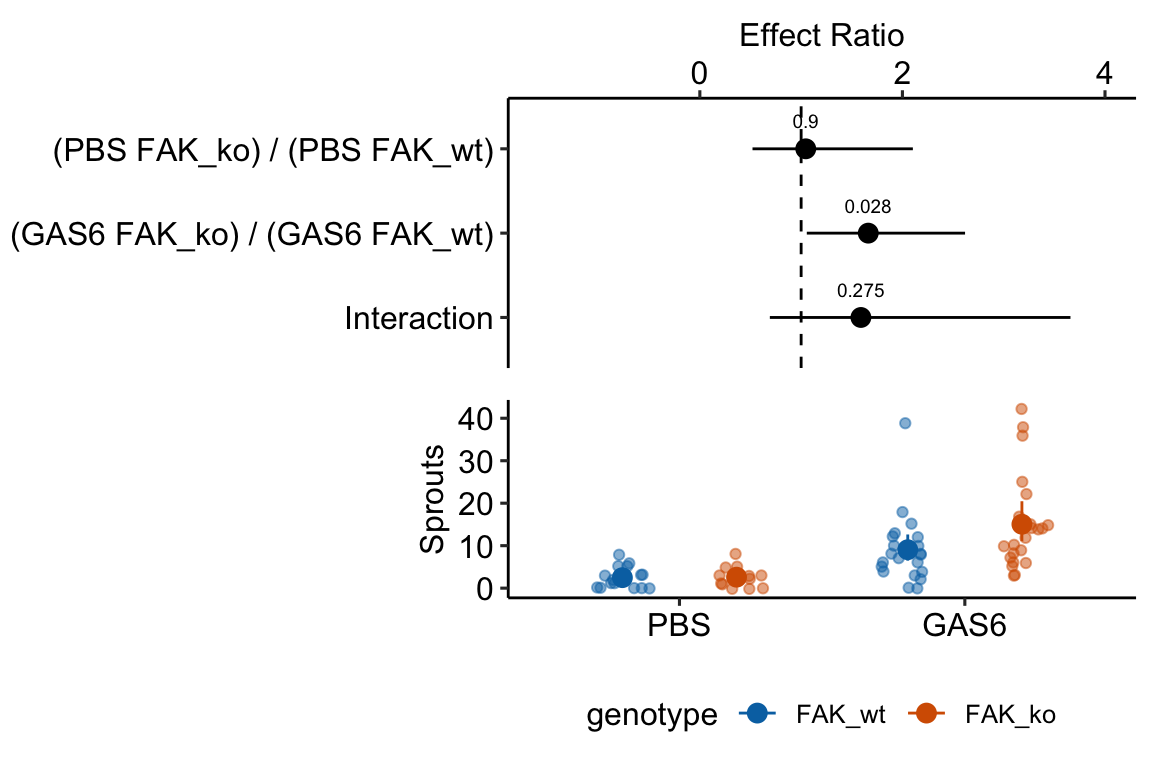 Effect Ratio
0 2 4
0.9
(PBS FAK_ko) / (PBS FAK_wt)
0.028
(GAS6 FAK_ko) / (GAS6 FAK_wt)
0.275
Interaction
Sprouts
40
30
20
10
0
PBS GAS6
genotype FAK_wt FAK_ko